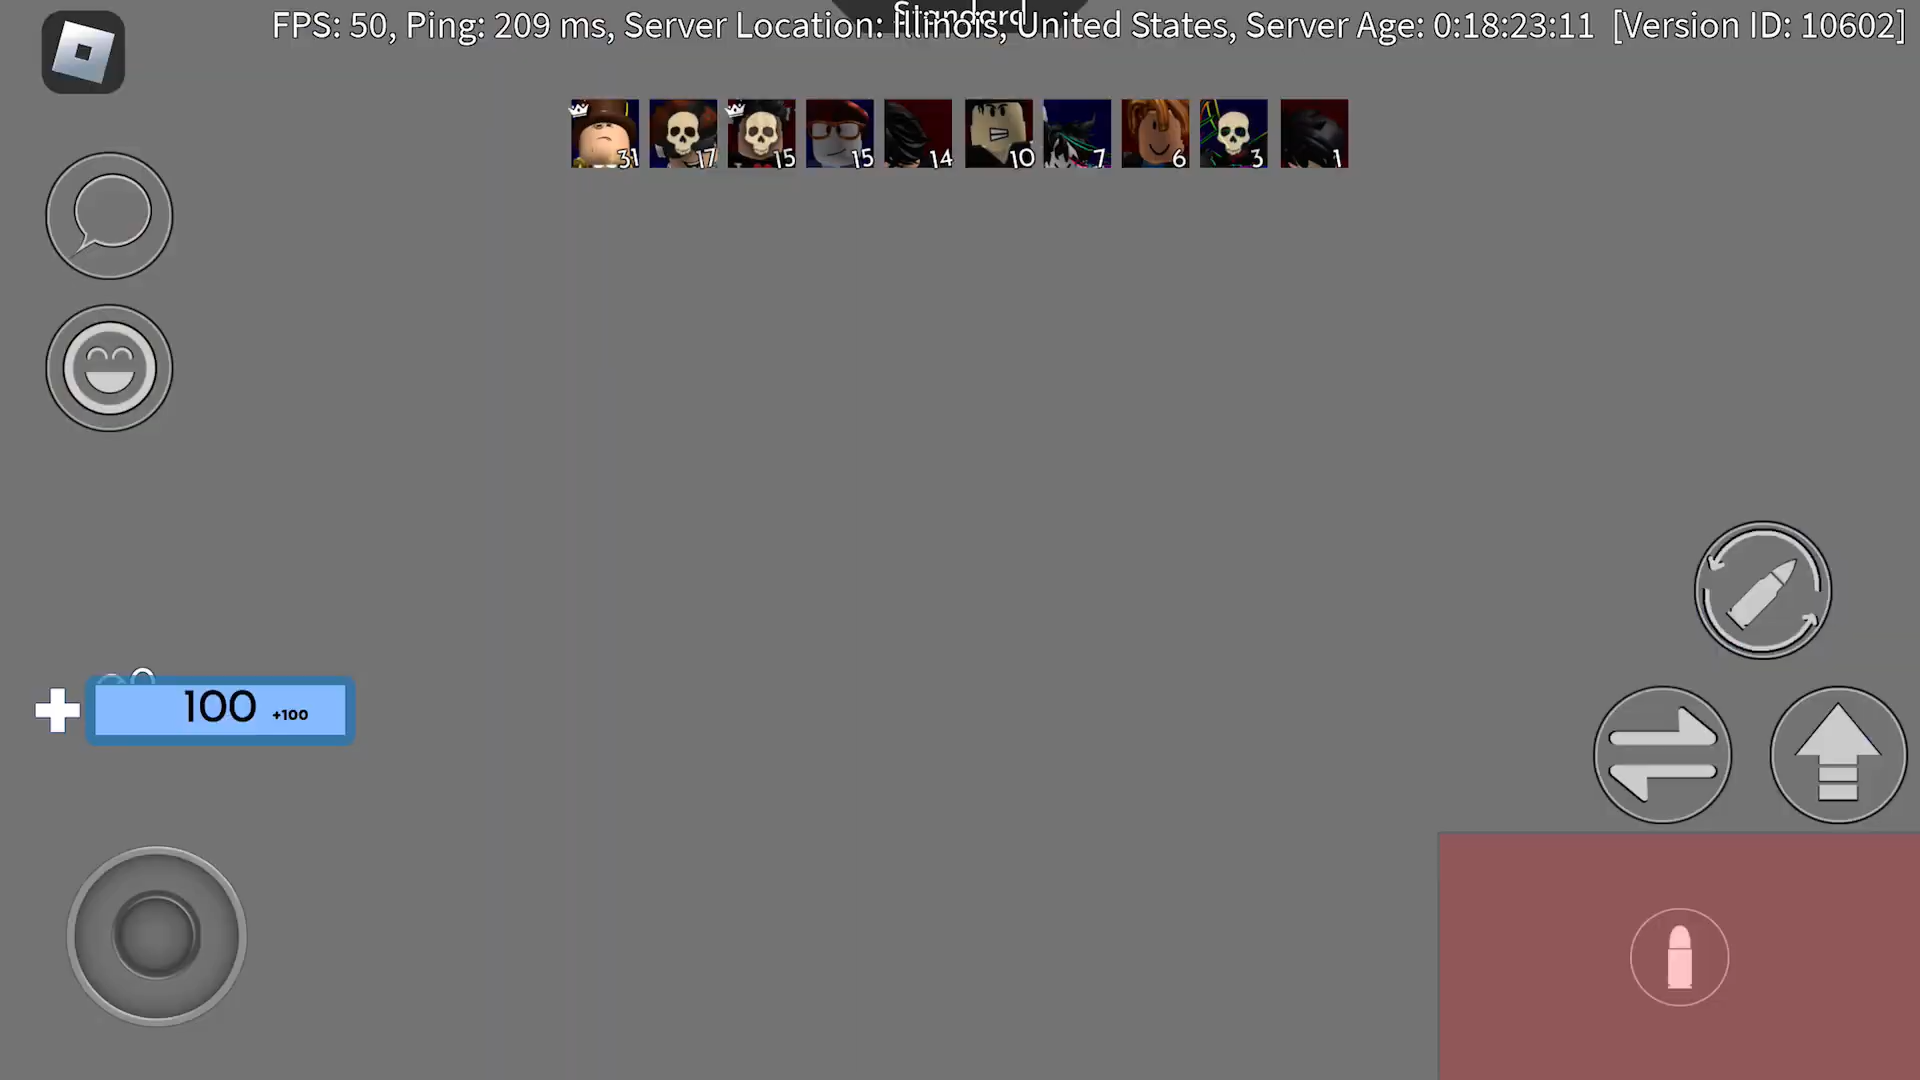 Standard
FPS: 50, Ping: 209 ms, Server Location: Illinois, United States, Server Age: 0:18:23:11 [Version ID: 10602]
31 17 15 15 14 10 7 6 3 1
100 +100